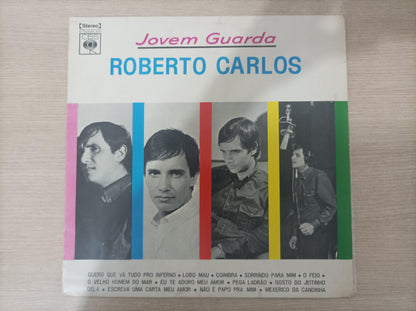 Stereo
CBS
Jovem Guarda
ROBERTO CARLOS
QUERO QUE VÁ TUDO PRO INFERNO • LOBO MAU • COIMBRA • SORRINDO PARA MIM • O FEIO •
O VELHO HOMEM DO MAR • EU TE ADORO MEU AMOR • PEGA LADRÃO • GOSTO DO JEITINHO
DELA • ESCREVA UMA CARTA MEU AMOR • NÃO E PAPO PRA MIM • MEXERICO DA CANDINHA